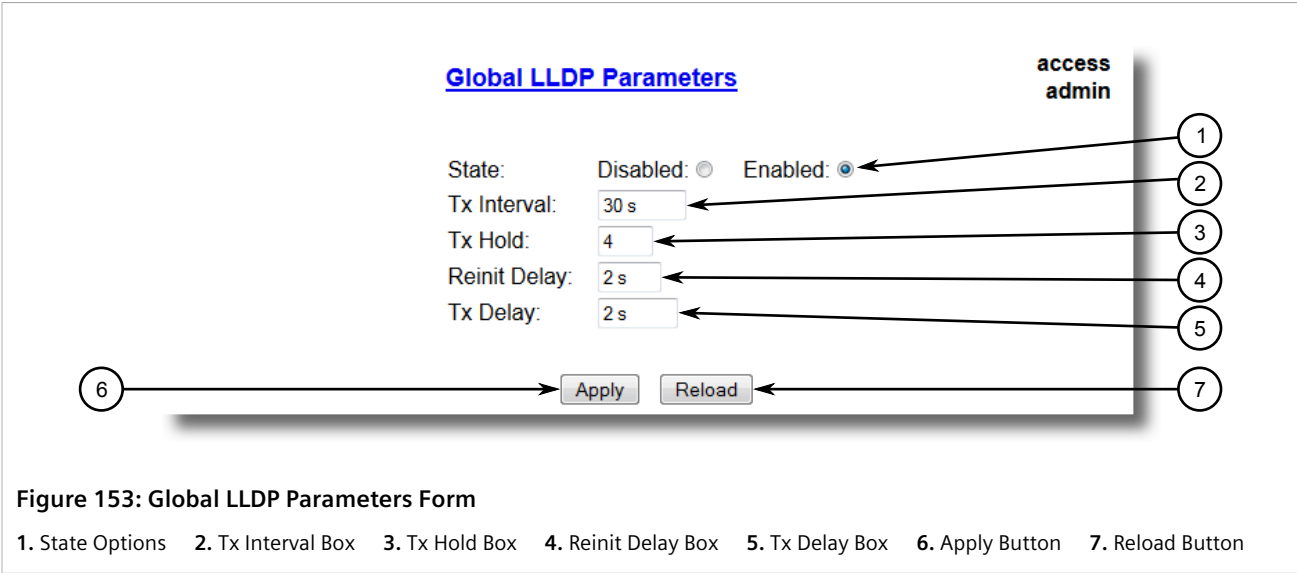 Global LLDP Parameters
access
admin
1
State: Disabled: Enabled:
2
Tx Interval: 30 s
3
Tx Hold: 4
4
Reinit Delay: 2 s
5
Tx Delay: 2 s
6 Apply Reload 7
Figure 153: Global LLDP Parameters Form
1. State Options 2. Tx Interval Box 3. Tx Hold Box 4. Reinit Delay Box 5. Tx Delay Box 6. Apply Button 7. Reload Button